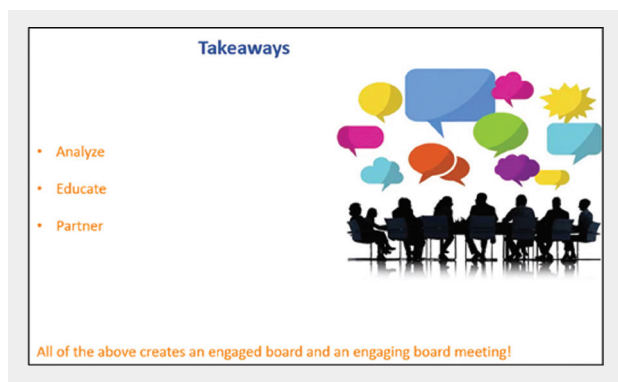 Takeaways
• Analyze
• Educate
• Partner
All of the above creates an engaged board and an engaging board meeting!